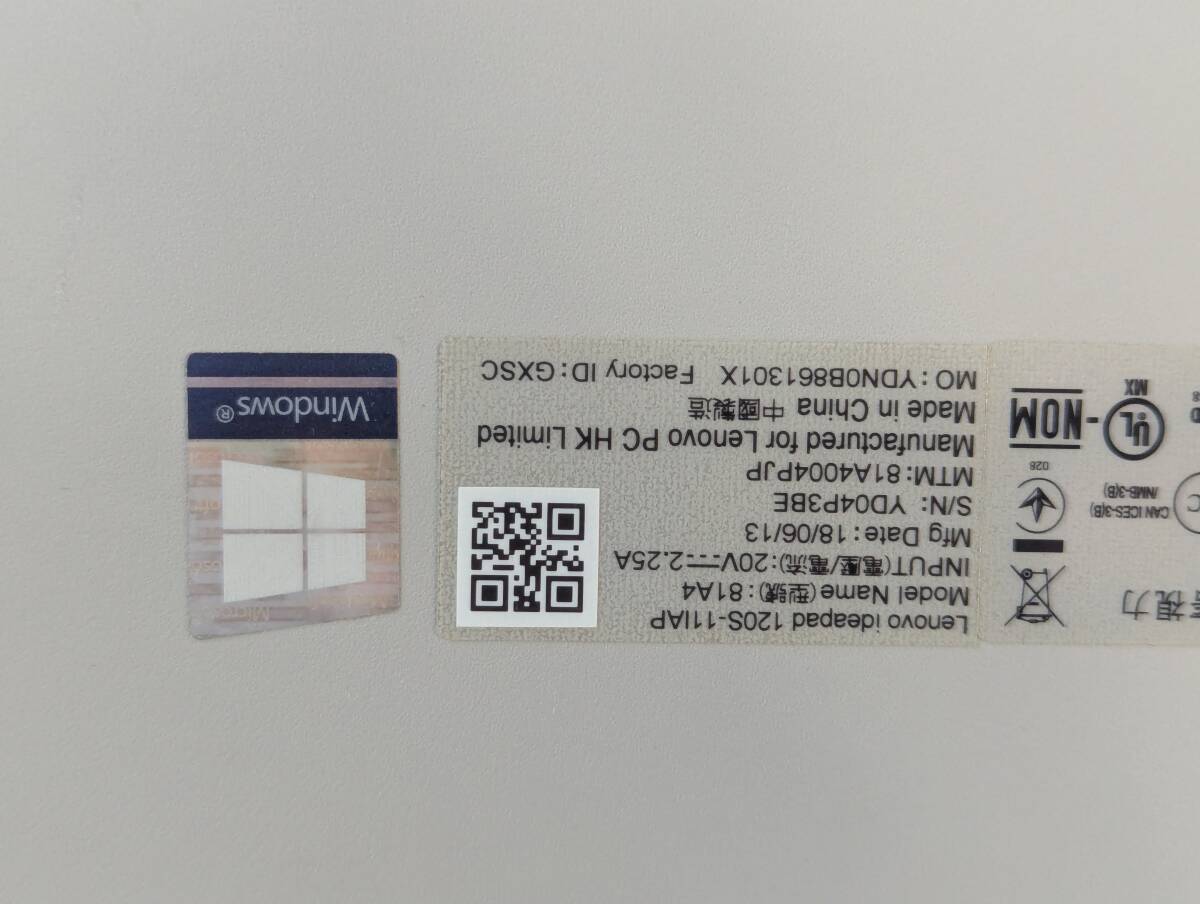 Lenovo ideapad 120S-11IAP
Model Name(型號):81A4
INPUT(電壓/電流):20V⎓2.25A
Mfg Date:18/06/13
S/N: YD04P3BE
MTM:81A4004PJP
Manufactured for Lenovo PC HK Limited
Made in China 中國製造
MO:YDN0B861301X Factory ID:GXSC
視力
CAN ICES-3(B)
/NMB-3(B)
028
UL
MX
-NOM
Windows®